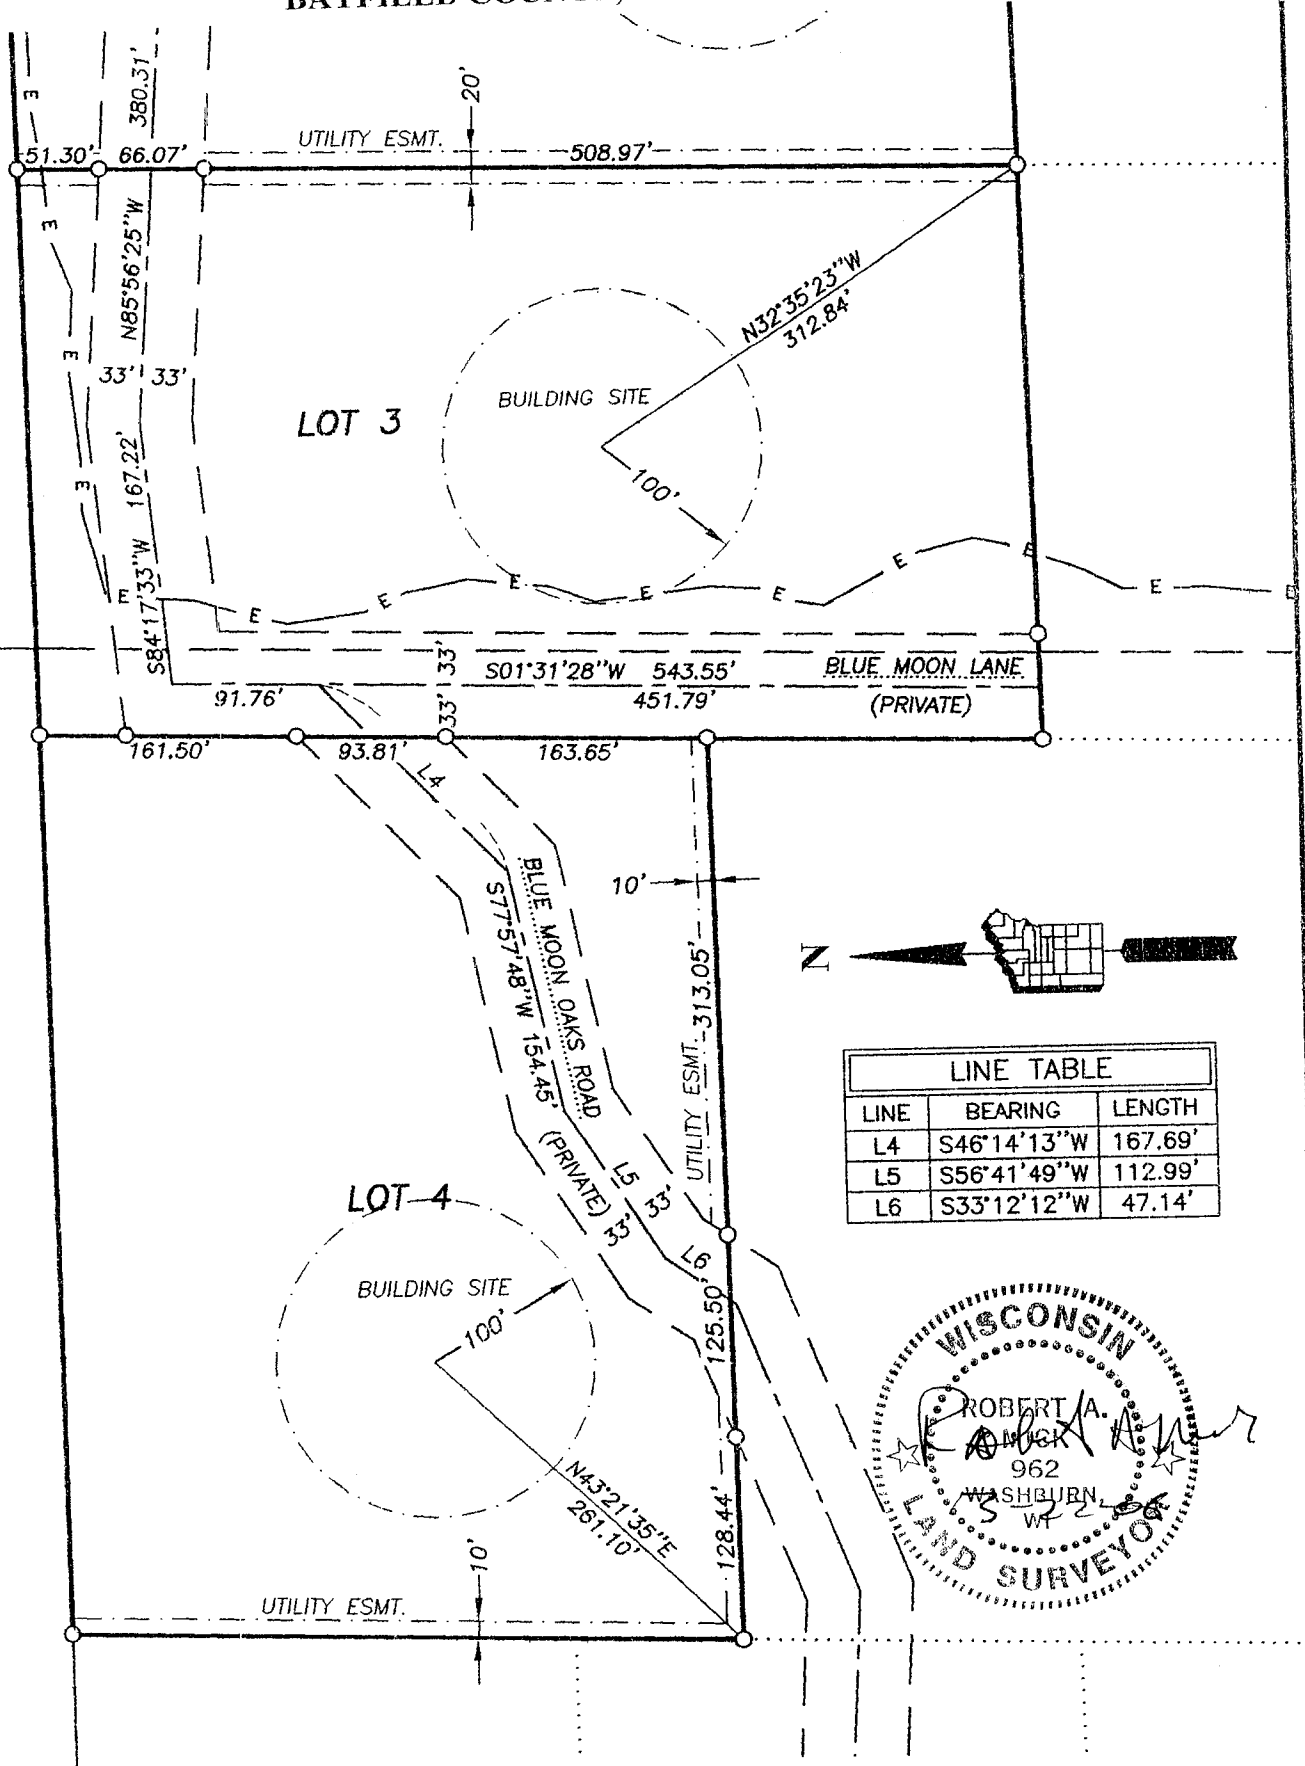 BAYFIELD COUNTY,
20'
380.31'
UTILITY ESMT.
51.30'
66.07'
508.97'
E
N85°56'25"W
E
N32°35'23"W
312.84'
E
33' 33'
BUILDING SITE
LOT 3
167.22'
100'
E
E
S84°17'33"W
E
E
E
E
E
E
E
E
E
33'
33'
S01°31'28"W 543.55'
BLUE MOON LANE
91.76'
451.79'
(PRIVATE)
161.50'
93.81'
163.65'
L4
BLUE MOON OAKS ROAD
10'
S77°57'48"W 154.45'
313.05'
UTILITY ESMT.
N
LINE TABLE
LINE BEARING LENGTH
L4 S46°14'13"W 167.69'
L5 S56°41'49"W 112.99'
L6 S33°12'12"W 47.14'
(PRIVATE)
L5
33' 33'
LOT 4
L6
BUILDING SITE
100'
125.50'
WISCONSIN
ROBERT A.
962
WASHBURN,
WI
LAND SURVEYOR
N43°21'35"E
261.10'
128.44'
10'
UTILITY ESMT.